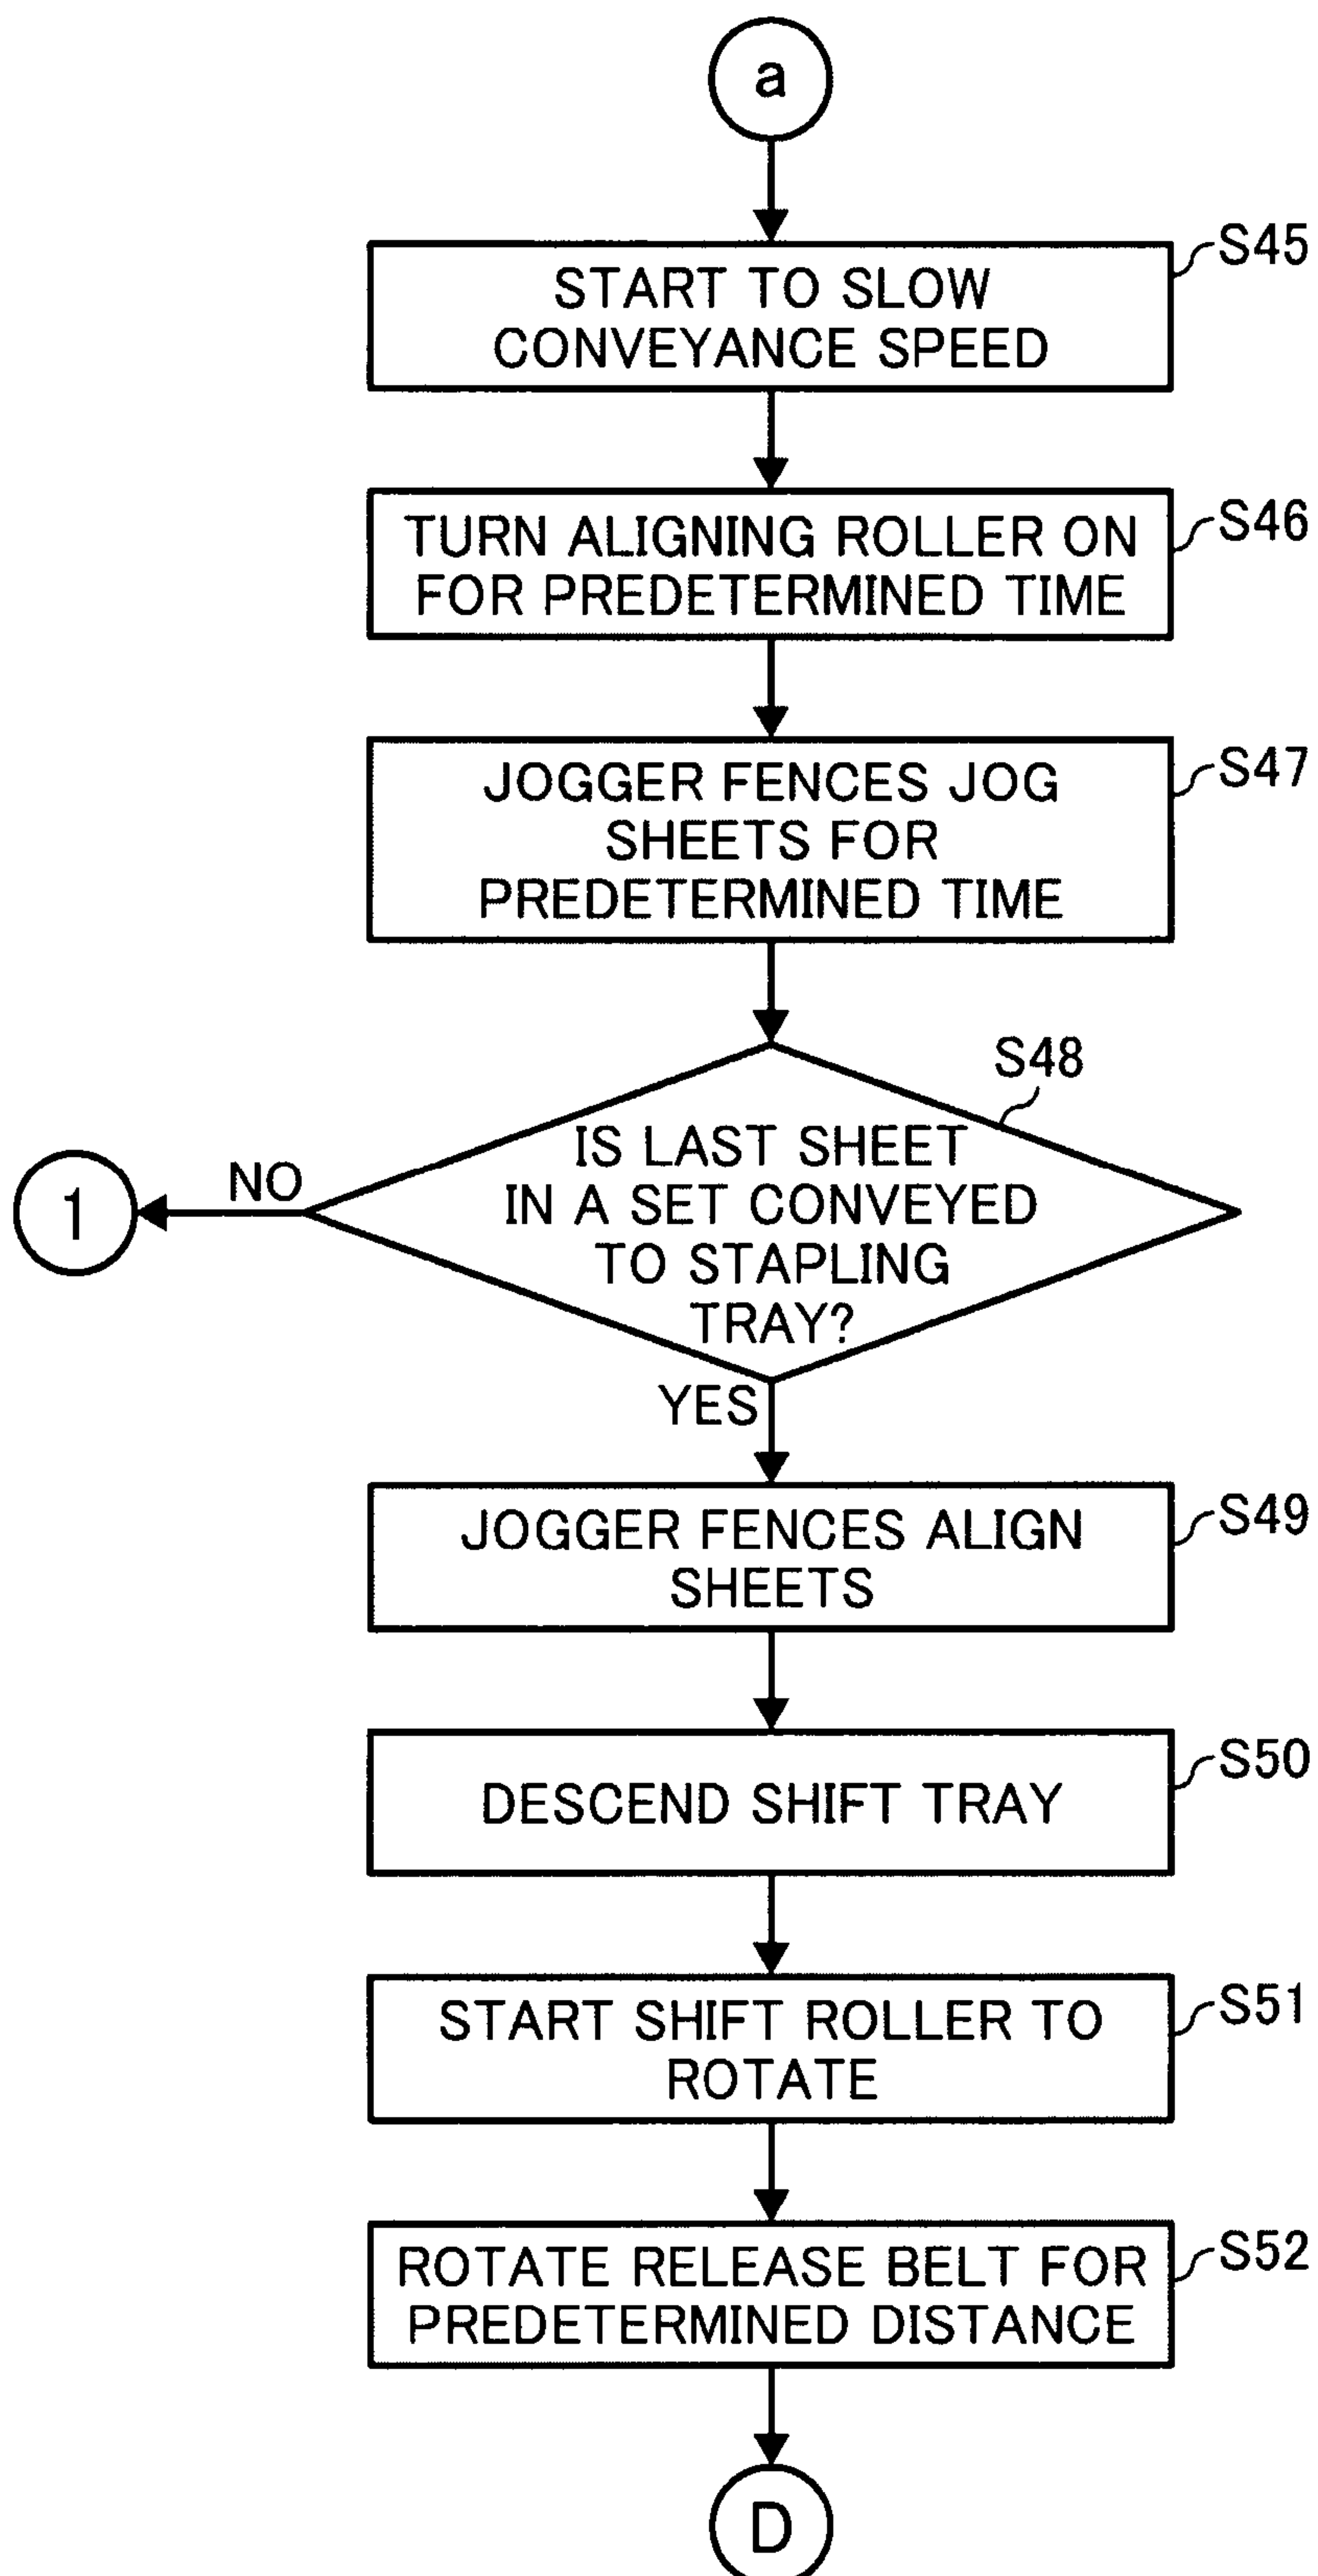 a
S45
START TO SLOW
CONVEYANCE SPEED
S46
TURN ALIGNING ROLLER ON
FOR PREDETERMINED TIME
S47
JOGGER FENCES JOG
SHEETS FOR
PREDETERMINED TIME
S48
IS LAST SHEET
IN A SET CONVEYED
TO STAPLING
TRAY?
NO
1
YES
S49
JOGGER FENCES ALIGN
SHEETS
S50
DESCEND SHIFT TRAY
S51
START SHIFT ROLLER TO
ROTATE
S52
ROTATE RELEASE BELT FOR
PREDETERMINED DISTANCE
D